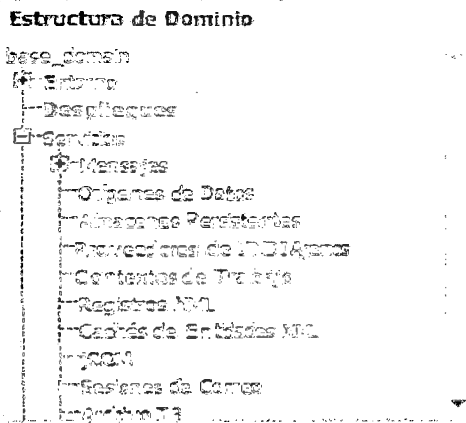 Estructura de Dominio
base_domain
Entorno
Despliegues
Servicios
Mensajes
Orígenes de Datos
Almacenes Persistentes
Proveedores de JNDI Ajenos
Contextos de Trabajo
Registros XML
Cachés de Entidades XML
jCOM
Sesiones de Correo